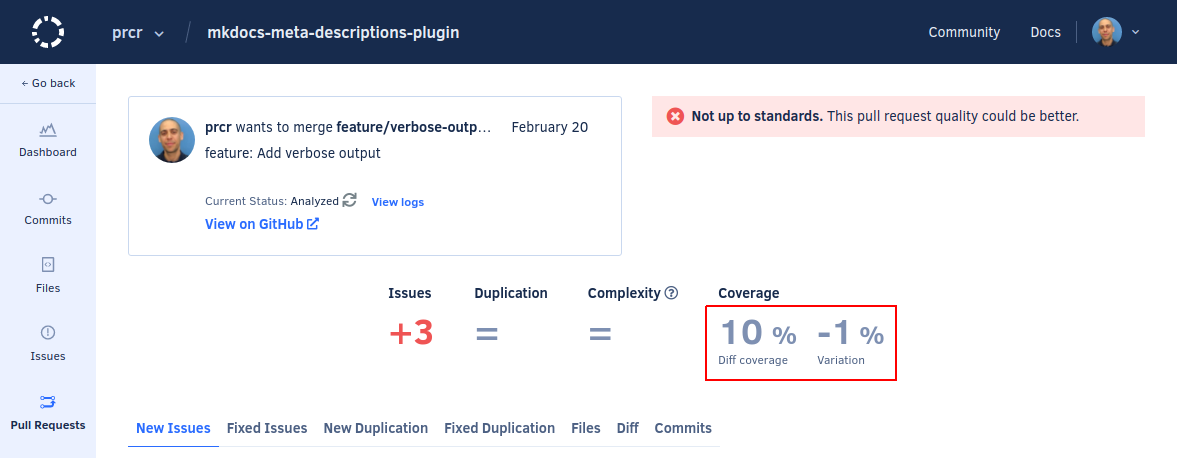 prcr
mkdocs-meta-descriptions-plugin
Community
Docs
← Go back
Dashboard
Commits
Files
Issues
Pull Requests
prcr wants to merge feature/verbose-outp... February 20
feature: Add verbose output
Current Status: Analyzed View logs
View on GitHub
Not up to standards. This pull request quality could be better.
Issues Duplication Complexity ? Coverage
+3 = = 10 % -1 %
Diff coverage Variation
New Issues Fixed Issues New Duplication Fixed Duplication Files Diff Commits